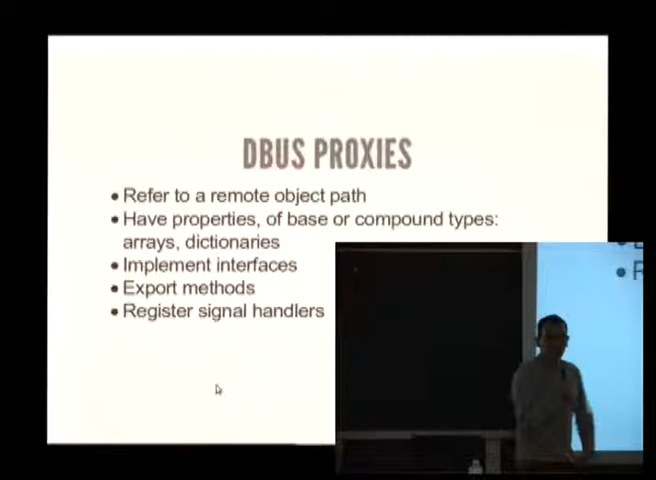 DBUS PROXIES
• Refer to a remote object path
• Have properties, of base or compound types:
arrays, dictionaries
• Implement interfaces
• Export methods
• Register signal handlers